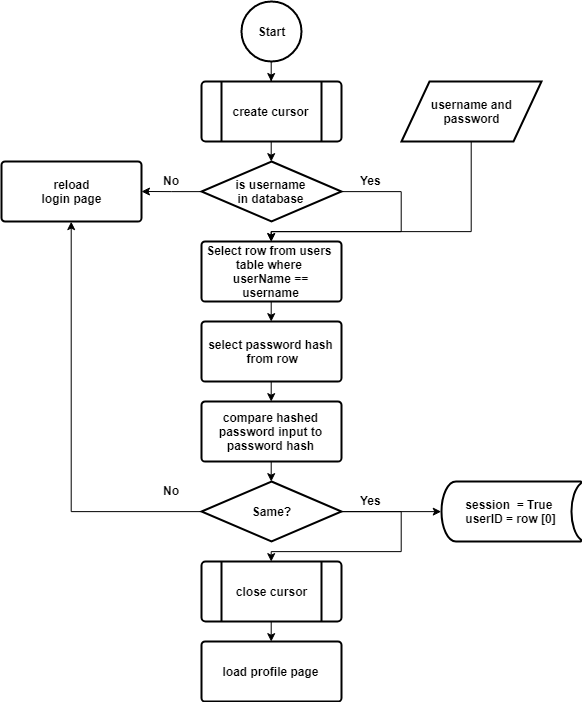 Start
create cursor
username and
password
is username
in database
No
Yes
reload
login page
Select row from users
table where
userName ==
username
select password hash
from row
compare hashed
password input to
password hash
Same?
No
Yes
session  = True
userID = row [0]
close cursor
load profile page